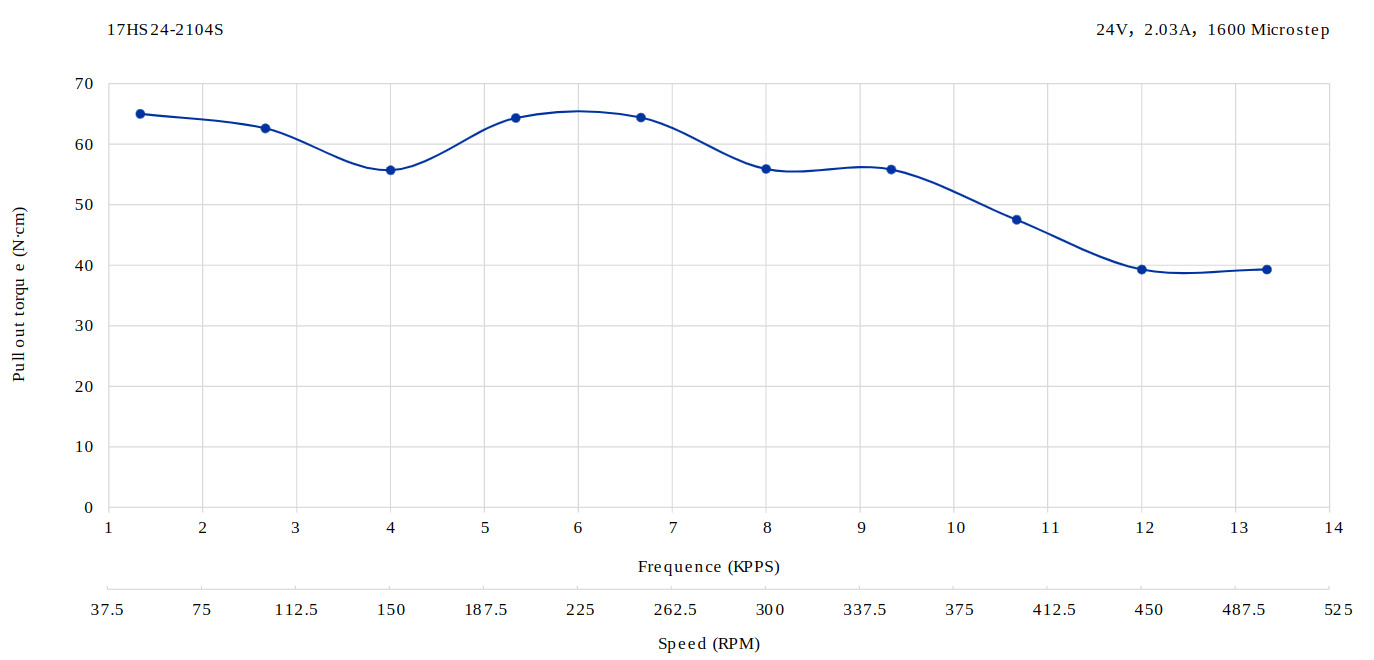 17HS24-2104S
24V, 2.03A, 1600 Microstep
Pull out torque (N·cm)
70
60
50
40
30
20
10
0
1 2 3 4 5 6 7 8 9 10 11 12 13 14
Frequence (KPPS)
37.5 75 112.5 150 187.5 225 262.5 300 337.5 375 412.5 450 487.5 525
Speed (RPM)